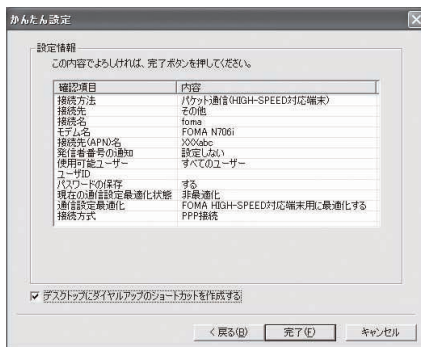 かんたん設定
設定情報
この内容でよろしければ、完了ボタンを押してください。
確認項目 内容
接続方法 パケット通信(HIGH-SPEED対応端末)
接続先 その他
接続名 foma
モデム名 FOMA N706i
接続先(APN)名 XXXabc
発信者番号の通知 設定しない
使用可能ユーザー すべてのユーザー
ユーザID
パスワードの保存 する
現在の通信設定最適化状態 非最適化
通信設定最適化 FOMA HIGH-SPEED対応端末用に最適化する
接続方式 PPP接続
デスクトップにダイヤルアップのショートカットを作成する
< 戻る(B) 完了(F) キャンセル